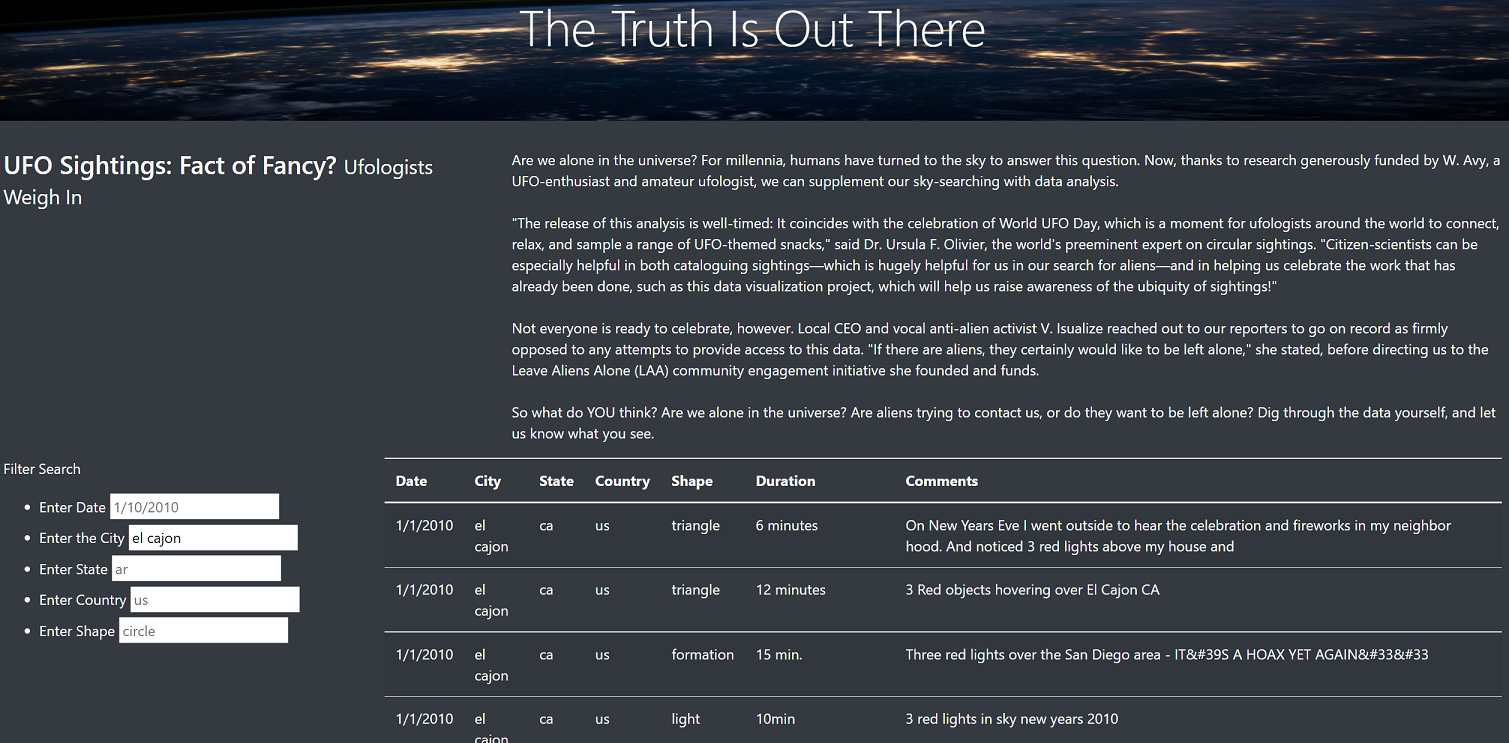 The Truth Is Out There
UFO Sightings: Fact of Fancy? Ufologists
Weigh In
Are we alone in the universe? For millennia, humans have turned to the sky to answer this question. Now, thanks to research generously funded by W. Avy, a
UFO-enthusiast and amateur ufologist, we can supplement our sky-searching with data analysis.
"The release of this analysis is well-timed: It coincides with the celebration of World UFO Day, which is a moment for ufologists around the world to connect,
relax, and sample a range of UFO-themed snacks," said Dr. Ursula F. Olivier, the world's preeminent expert on circular sightings. "Citizen-scientists can be
especially helpful in both cataloguing sightings—which is hugely helpful for us in our search for aliens—and in helping us celebrate the work that has
already been done, such as this data visualization project, which will help us raise awareness of the ubiquity of sightings!"
Not everyone is ready to celebrate, however. Local CEO and vocal anti-alien activist V. Isualize reached out to our reporters to go on record as firmly
opposed to any attempts to provide access to this data. "If there are aliens, they certainly would like to be left alone," she stated, before directing us to the
Leave Aliens Alone (LAA) community engagement initiative she founded and funds.
So what do YOU think? Are we alone in the universe? Are aliens trying to contact us, or do they want to be left alone? Dig through the data yourself, and let
us know what you see.
Filter Search
• Enter Date 1/10/2010
• Enter the City el cajon
• Enter State ar
• Enter Country us
• Enter Shape circle
Date City State Country Shape Duration Comments
1/1/2010 el ca us triangle 6 minutes On New Years Eve I went outside to hear the celebration and fireworks in my neighbor
cajon hood. And noticed 3 red lights above my house and
1/1/2010 el ca us triangle 12 minutes 3 Red objects hovering over El Cajon CA
cajon
1/1/2010 el ca us formation 15 min. Three red lights over the San Diego area - IT&#39S A HOAX YET AGAIN&#33&#33
cajon
1/1/2010 el ca us light 10min 3 red lights in sky new years 2010
cajon